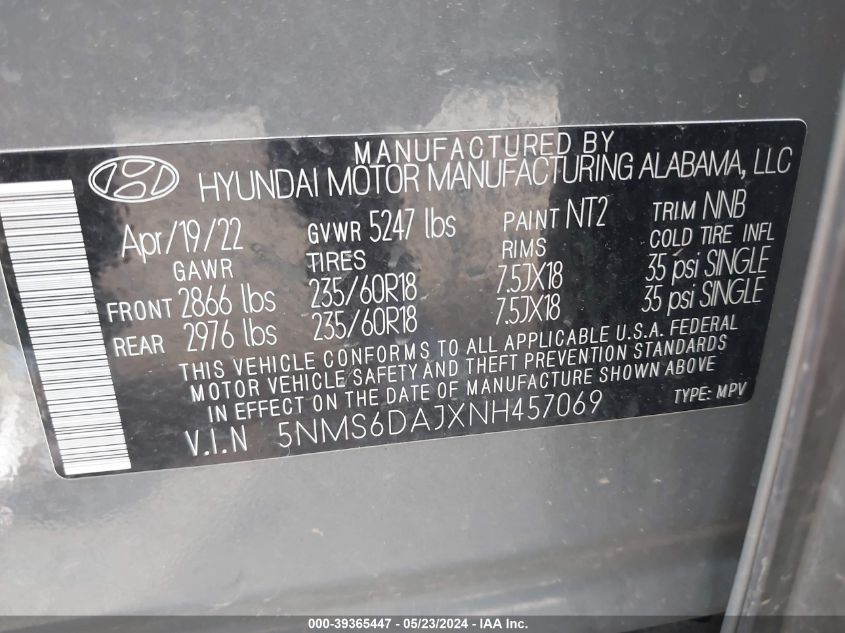 MANUFACTURED BY
HYUNDAI MOTOR MANUFACTURING ALABAMA, LLC
Apr/19/22 GVWR 5247 lbs PAINT NT2 TRIM NNB
GAWR TIRES RIMS COLD TIRE INFL
FRONT 2866 lbs 235/60R18 7.5JX18 35 psi SINGLE
REAR 2976 lbs 235/60R18 7.5JX18 35 psi SINGLE
THIS VEHICLE CONFORMS TO ALL APPLICABLE U.S.A. FEDERAL
MOTOR VEHICLE SAFETY AND THEFT PREVENTION STANDARDS
IN EFFECT ON THE DATE OF MANUFACTURE SHOWN ABOVE
V.I.N 5NMS6DAJXNH457069 TYPE: MPV
000-39365447 - 05/23/2024 - IAA Inc.